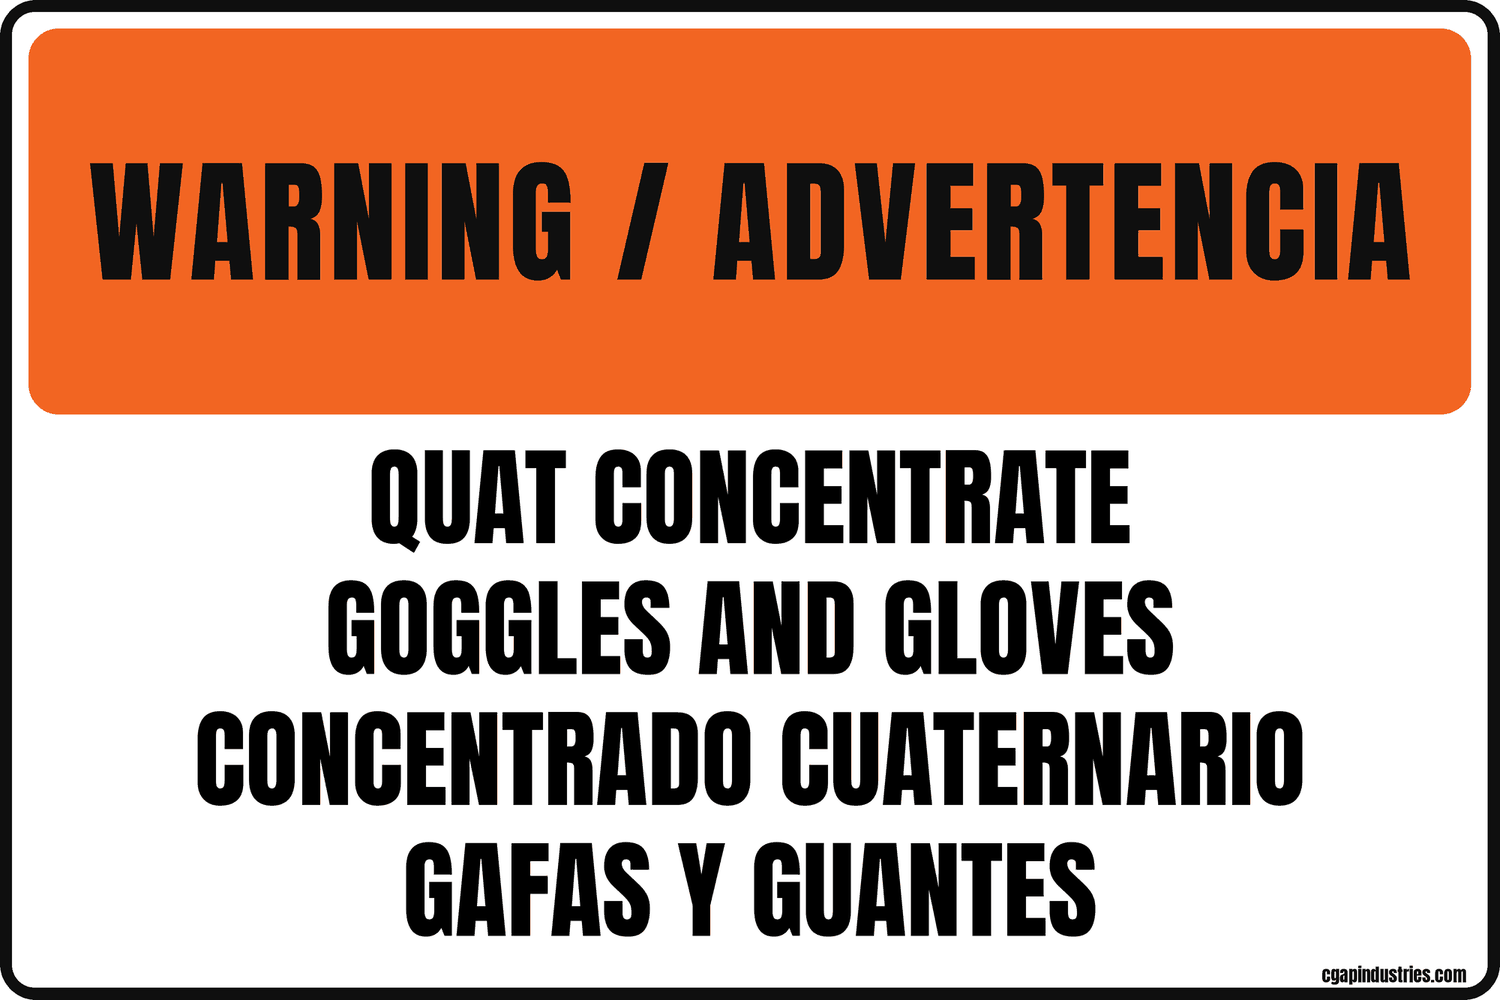 WARNING / ADVERTENCIA
QUAT CONCENTRATE
GOGGLES AND GLOVES
CONCENTRADO CUATERNARIO
GAFAS Y GUANTES
cgapindustries.com